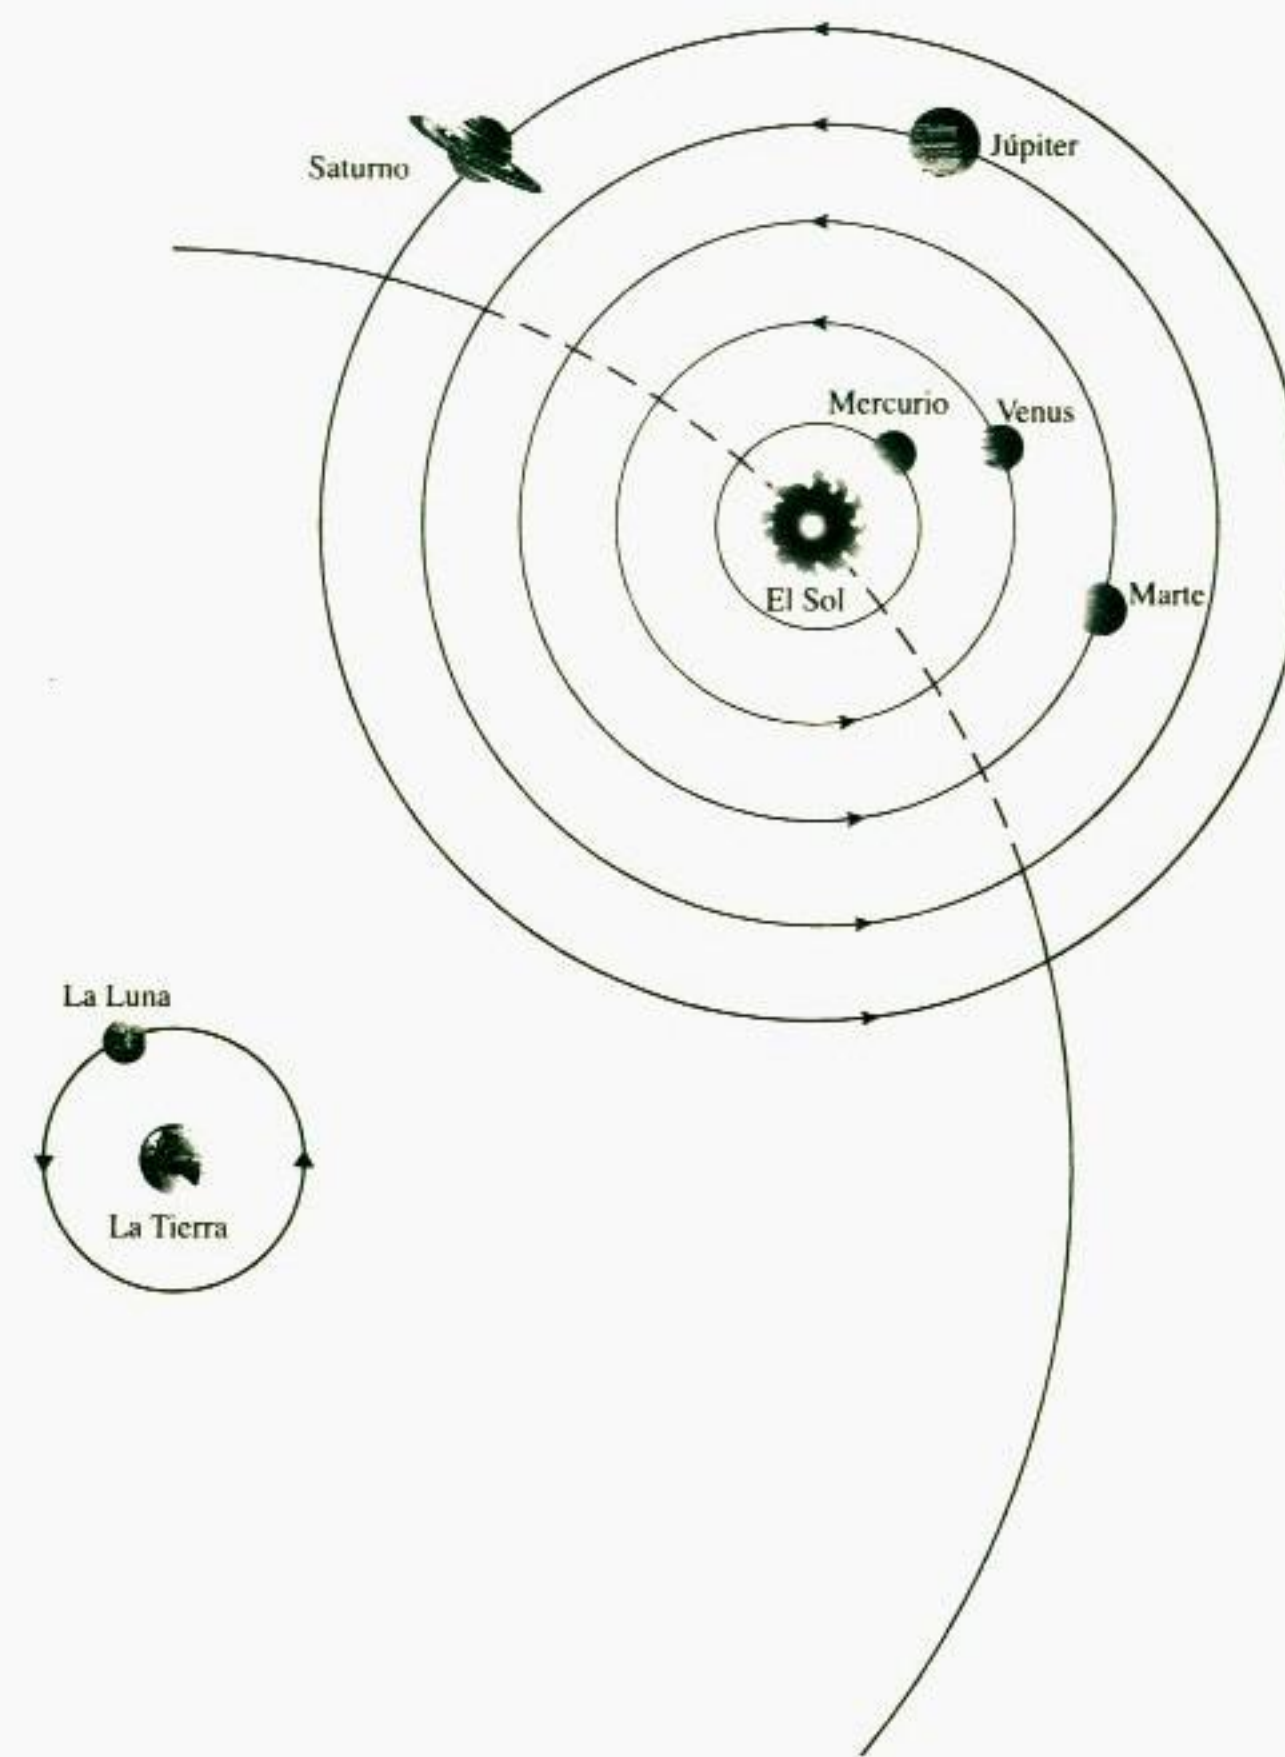 Saturno
Júpiter
Mercurio
Venus
El Sol
Marte
La Luna
La Tierra